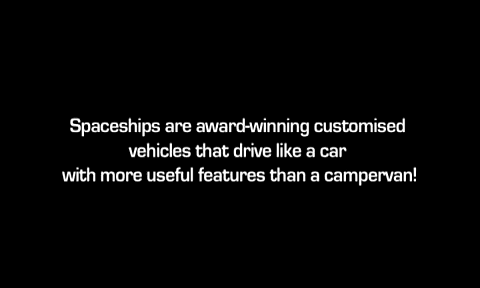 Spaceships are award-winning customised
vehicles that drive like a car
with more useful features than a campervan!